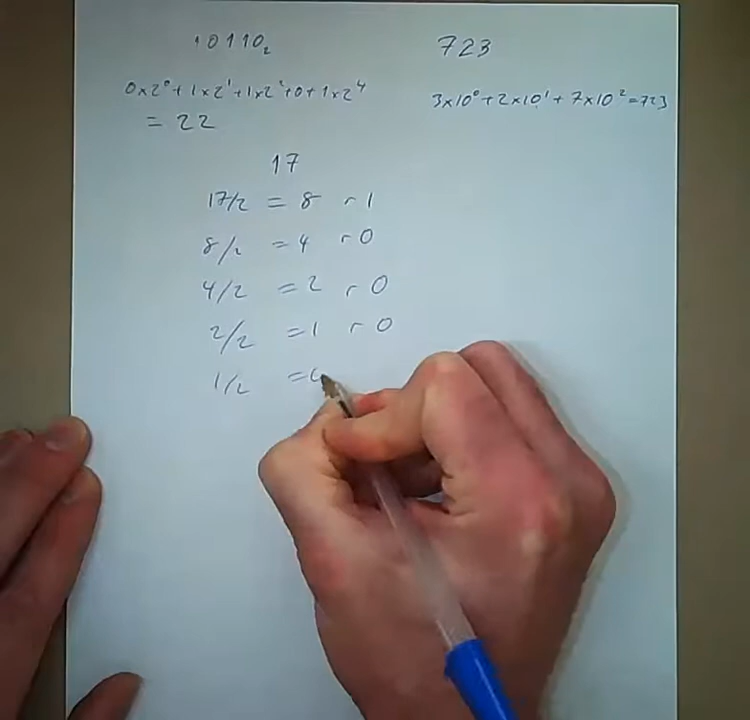 10110₂
723
0×2⁰+1×2¹+1×2²+0+1×2⁴
3×10⁰+2×10¹+7×10²=723
= 22
17
17/2 = 8 r 1
8/2 = 4 r 0
4/2 = 2 r 0
2/2 = 1 r 0
1/2 =